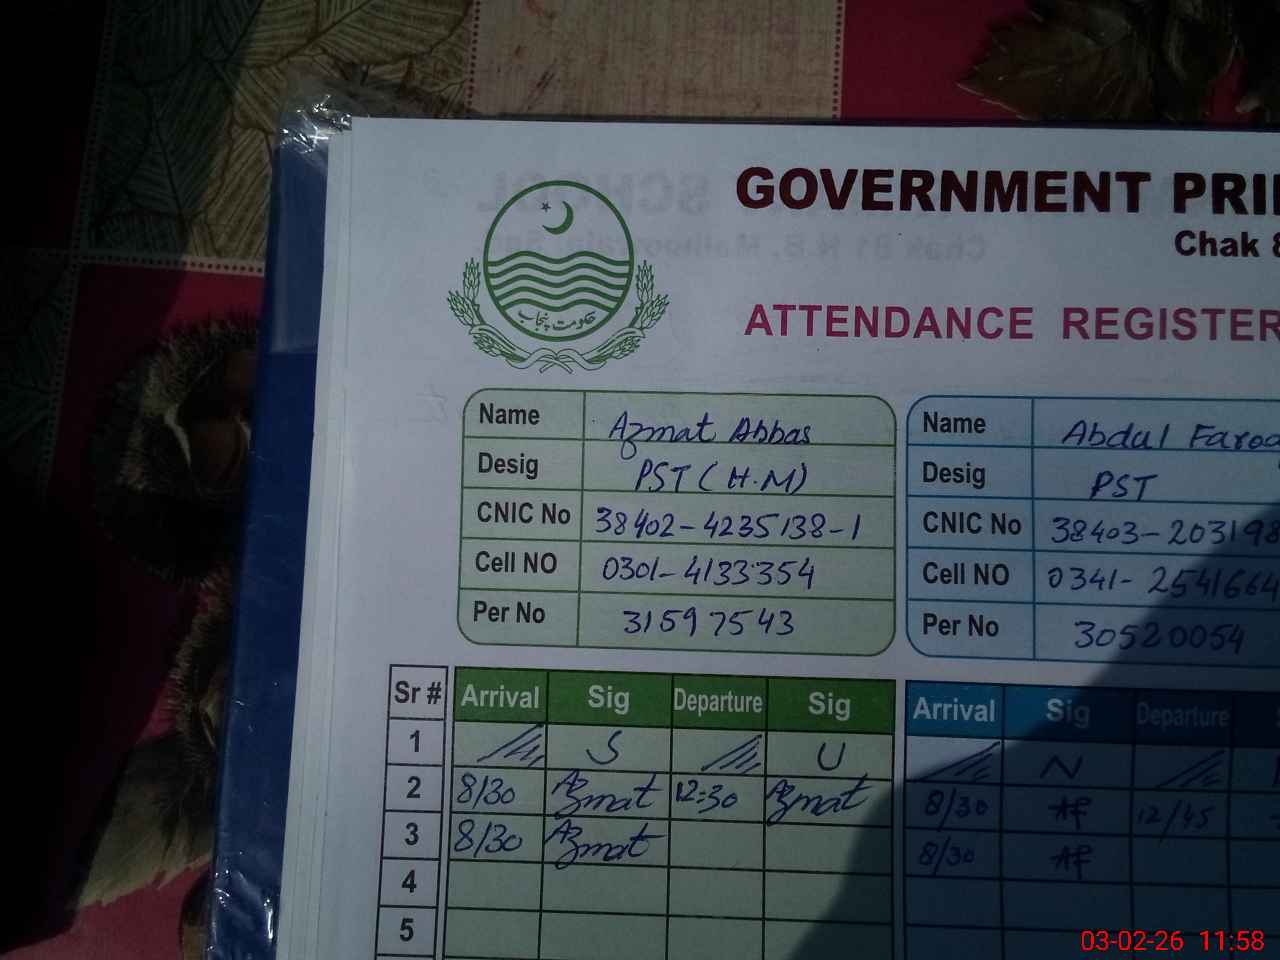 حکومت پنجاب
GOVERNMENT PRI
Chak 8
ATTENDANCE REGISTER
Name Azmat Abbas
Desig PST (H.M)
CNIC No 38402-4235138-1
Cell NO 0301-4133354
Per No 31597543
Name Abdul Faroo
Desig PST
CNIC No 38403-203198
Cell NO 0341-2541664
Per No 30520054
Sr # Arrival Sig Departure Sig Arrival Sig Departure
1 S U N
2 8/30 Azmat 12:30 Azmat 8/30 AF 12/45
3 8/30 Azmat 8/30 AF
4
5
03-02-26 11:58